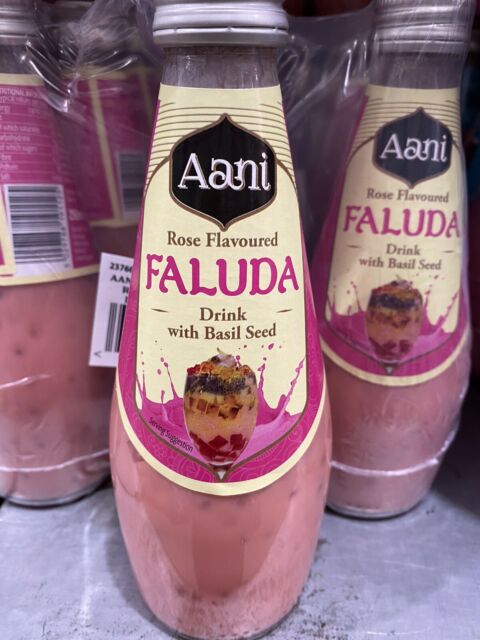 Aani
Rose Flavoured
FALUDA
Drink
with Basil Seed
Serving Suggestion
Aani
Rose Flavoured
FALUDA
Drink
with Basil Seed